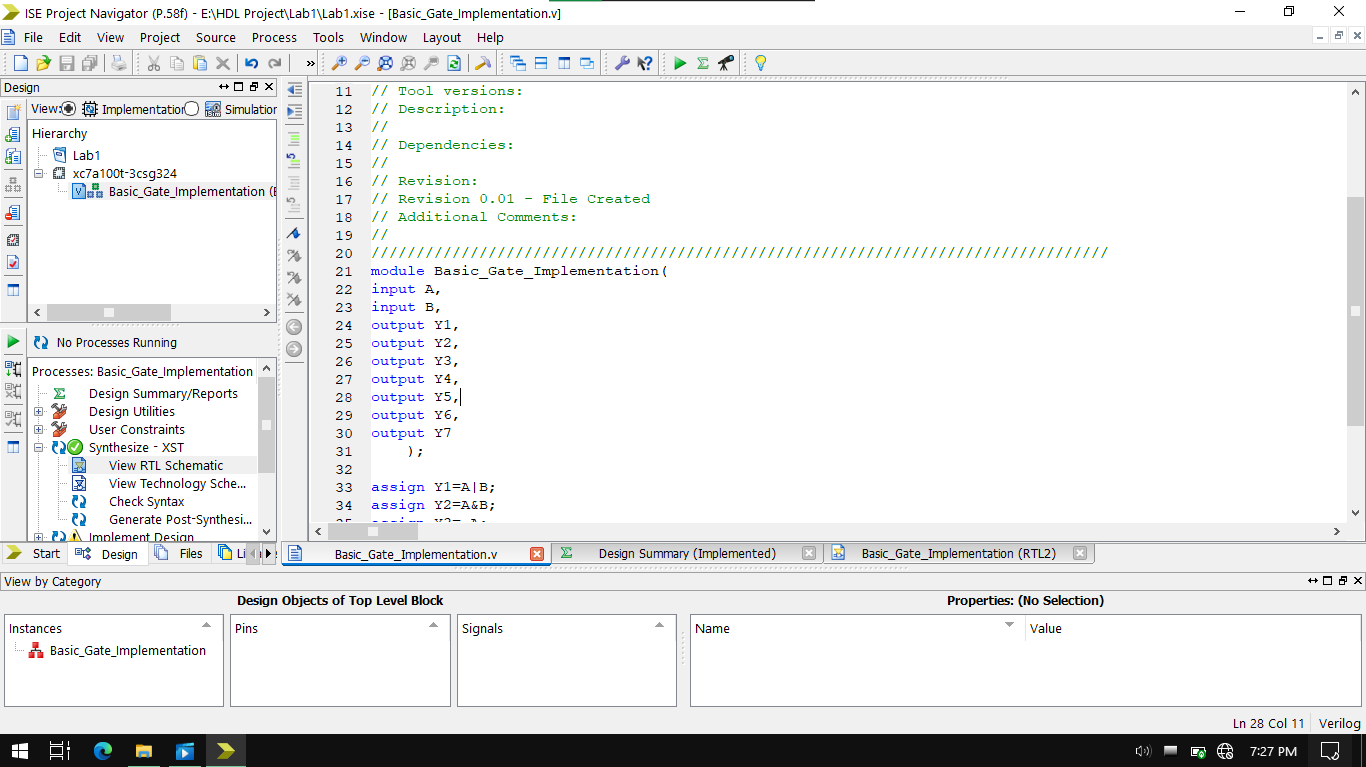 ISE Project Navigator (P.58f) - E:\HDL Project\Lab1\Lab1.xise - [Basic_Gate_Implementation.v]
File Edit View Project Source Process Tools Window Layout Help
Design
View: Implementation Simulation
Hierarchy
Lab1
xc7a100t-3csg324
Basic_Gate_Implementation (
No Processes Running
Processes: Basic_Gate_Implementation
Design Summary/Reports
Design Utilities
User Constraints
Synthesize - XST
View RTL Schematic
View Technology Sche...
Check Syntax
Generate Post-Synthesi...
Implement Design
Start Design Files
11 // Tool versions:
12 // Description:
13 //
14 // Dependencies:
15 //
16 // Revision:
17 // Revision 0.01 - File Created
18 // Additional Comments:
19 //
20 //////////////////////////////////////////////////////////////////////////////////
21 module Basic_Gate_Implementation(
22 input A,
23 input B,
24 output Y1,
25 output Y2,
26 output Y3,
27 output Y4,
28 output Y5,
29 output Y6,
30 output Y7
31 );
32
33 assign Y1=A|B;
34 assign Y2=A&B;
Basic_Gate_Implementation.v Design Summary (Implemented) Basic_Gate_Implementation (RTL2)
View by Category
Design Objects of Top Level Block Properties: (No Selection)
Instances Pins Signals Name Value
Basic_Gate_Implementation
Ln 28 Col 11 Verilog
7:27 PM